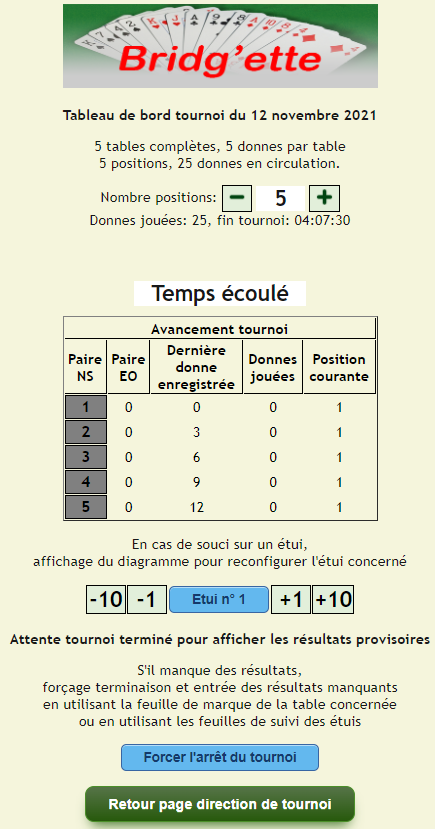 Bridg'ette
Tableau de bord tournoi du 12 novembre 2021
5 tables complètes, 5 donnes par table
5 positions, 25 donnes en circulation.
Nombre positions: − 5 +
Donnes jouées: 25, fin tournoi: 04:07:30
Temps écoulé
Avancement tournoi
Paire NS Paire EO Dernière donne enregistrée Donnes jouées Position courante
1 0 0 0 1
2 0 3 0 1
3 0 6 0 1
4 0 9 0 1
5 0 12 0 1
En cas de souci sur un étui,
affichage du diagramme pour reconfigurer l'étui concerné
-10 -1 Etui n° 1 +1 +10
Attente tournoi terminé pour afficher les résultats provisoires
S'il manque des résultats,
forçage terminaison et entrée des résultats manquants
en utilisant la feuille de marque de la table concernée
ou en utilisant les feuilles de suivi des étuis
Forcer l'arrêt du tournoi
Retour page direction de tournoi